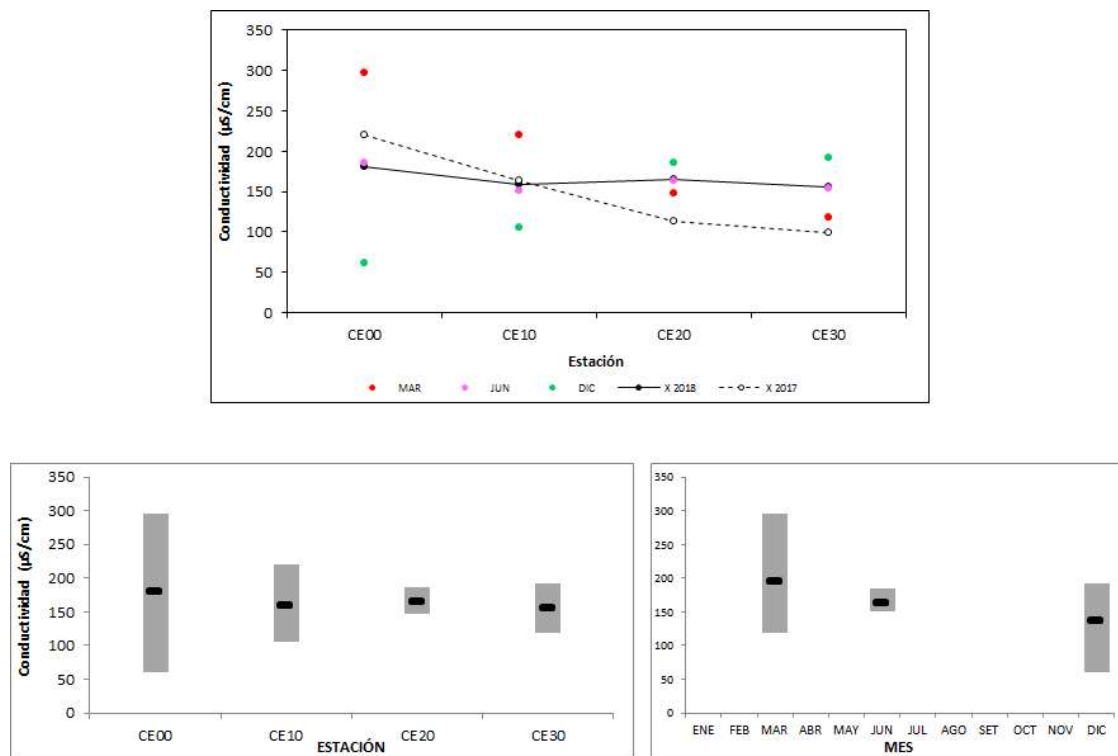 350
300
250
200
150
100
50
0
Conductividad (µS/cm)
CE00 CE10 CE20 CE30
Estación
MAR JUN DIC X 2018 X 2017
350
300
250
200
150
100
50
0
Conductividad (µS/cm)
CE00 CE10 CE20 CE30
ESTACIÓN
350
300
250
200
150
100
50
0
ENE FEB MAR ABR MAY JUN JUL AGO SET OCT NOV DIC
MES